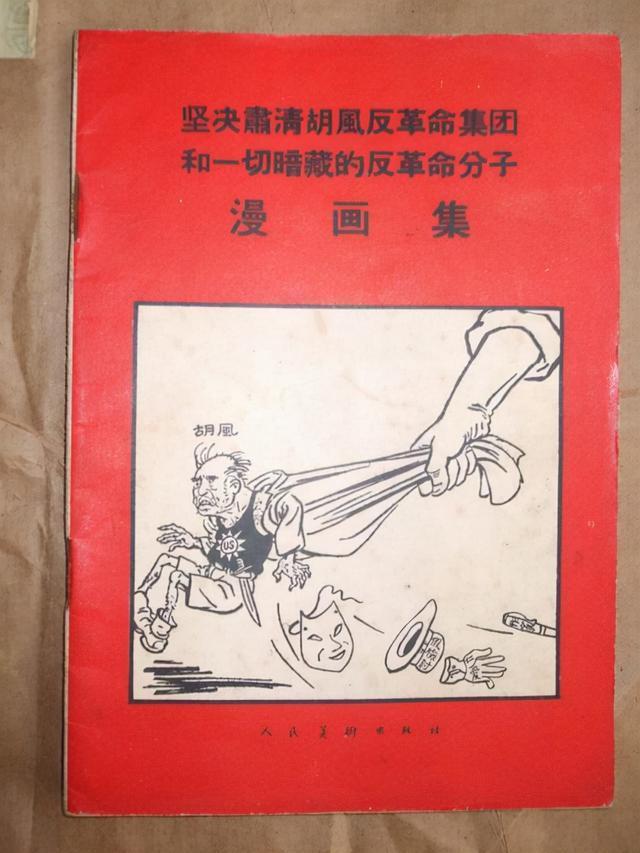 坚决肅清胡風反革命集团
和一切暗藏的反革命分子
漫画集
胡風
US
人民美術出版社